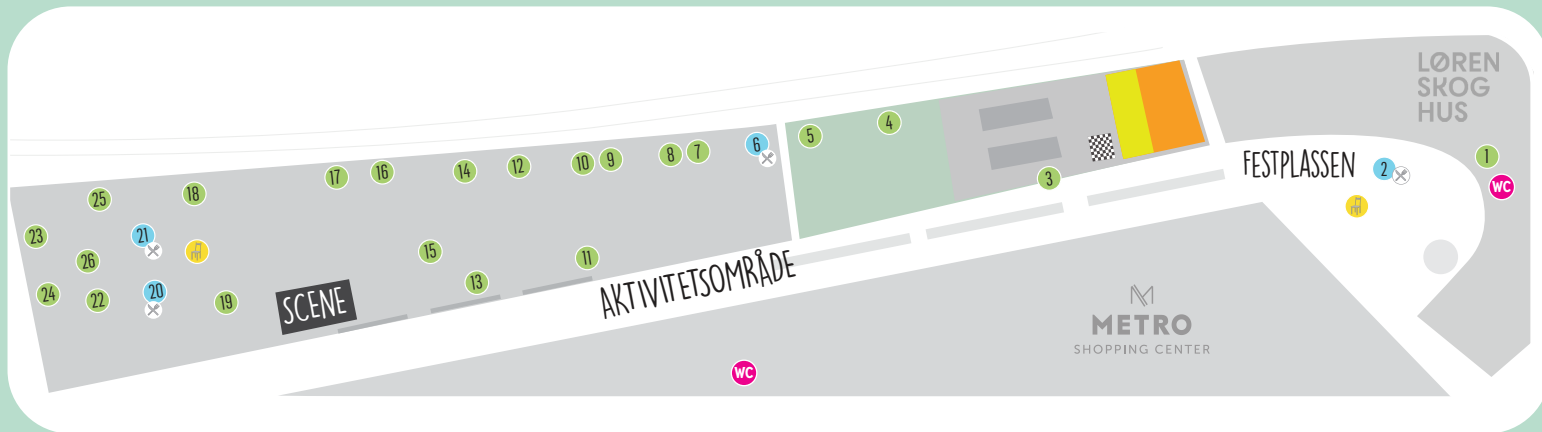 LØREN
SKOG
HUS
1
WC
FESTPLASSEN
2
3
4
5
6
7
8
9
10
12
14
16
17
18
25
23
21
26
24
22
20
19
SCENE
15
13
11
AKTIVITETSOMRÅDE
METRO
SHOPPING CENTER
WC